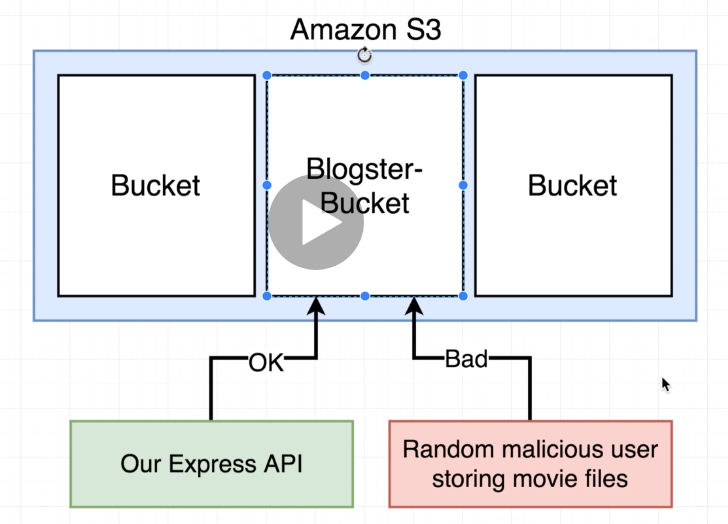 Amazon S3
Bucket
Blogster-
Bucket
Bucket
OK
Bad
Our Express API
Random malicious user
storing movie files